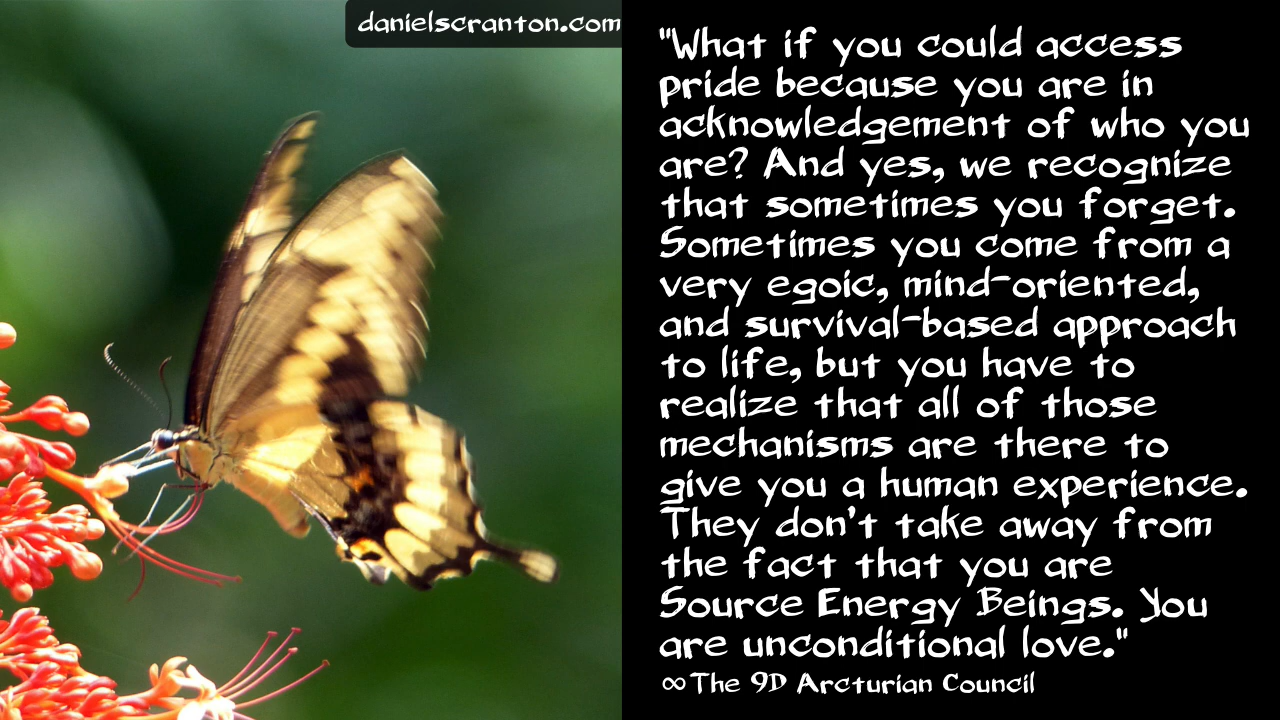 danielscranton.com
"What if you could access
pride because you are in
acknowledgement of who you
are? And yes, we recognize
that sometimes you forget.
Sometimes you come from a
very egoic, mind-oriented,
and survival-based approach
to life, but you have to
realize that all of those
mechanisms are there to
give you a human experience.
They don't take away from
the fact that you are
Source Energy Beings. You
are unconditional love."
∞The 9D Arcturian Council